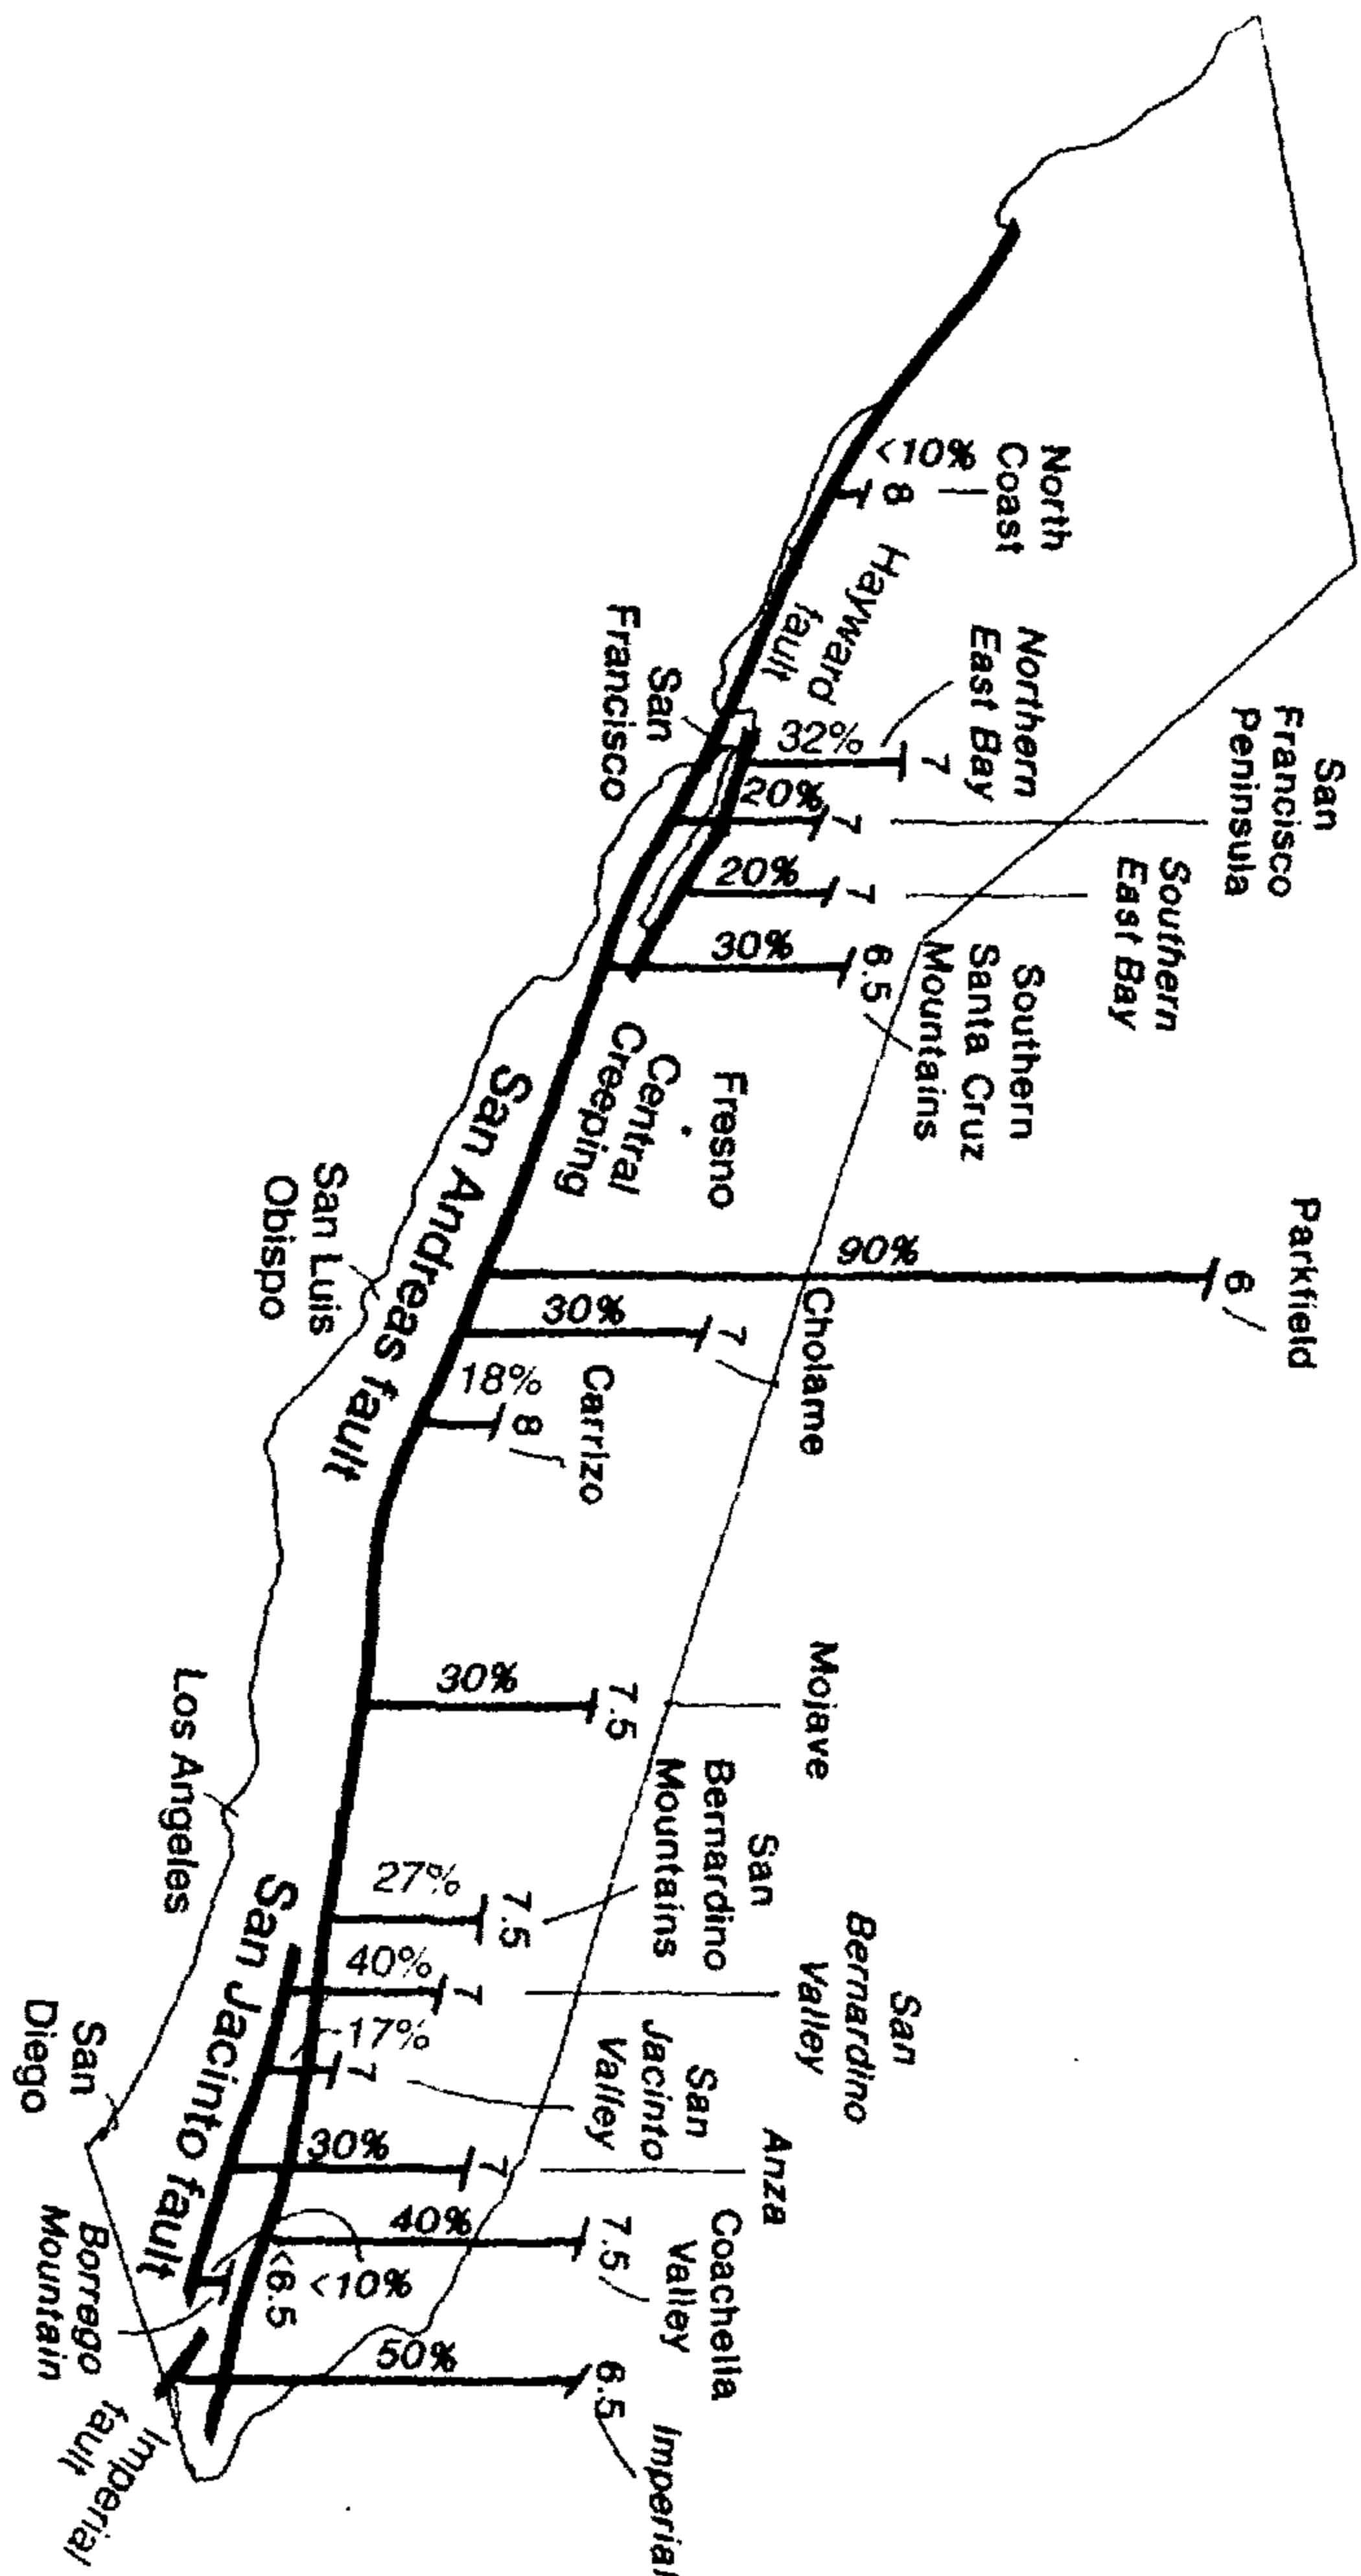 North
Coast
<10%
8
Hayward
fault
San
Francisco
Northern
East Bay
32%
7
San
Francisco
Peninsula
20%
7
Southern
East Bay
20%
7
Southern
Santa Cruz
Mountains
30%
6.5
Fresno
Central
Creeping
San Andreas fault
San Luis
Obispo
Parkfield
90%
6
Cholame
30%
7
Carrizo
18%
8
Mojave
30%
7.5
Los Angeles
San
Bernardino
Mountains
27%
7.5
San
Bernardino
Valley
40%
7
San Jacinto fault
San
Jacinto
Valley
17%
7
San
Diego
Anza
30%
7
Coachella
Valley
40%
7.5
Borrego
Mountain
<10%
<6.5
Imperial
50%
6.5
Imperial
fault